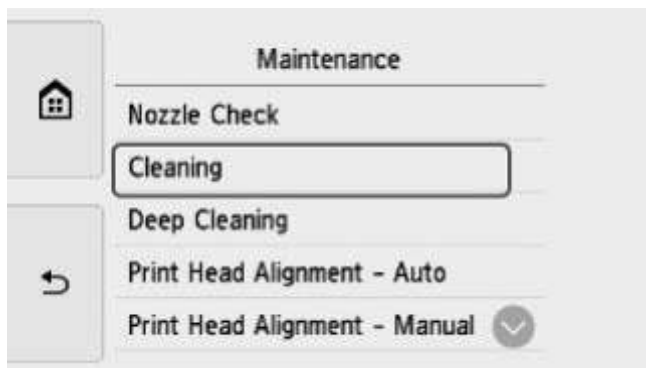 Maintenance
Nozzle Check
Cleaning
Deep Cleaning
Print Head Alignment - Auto
Print Head Alignment - Manual